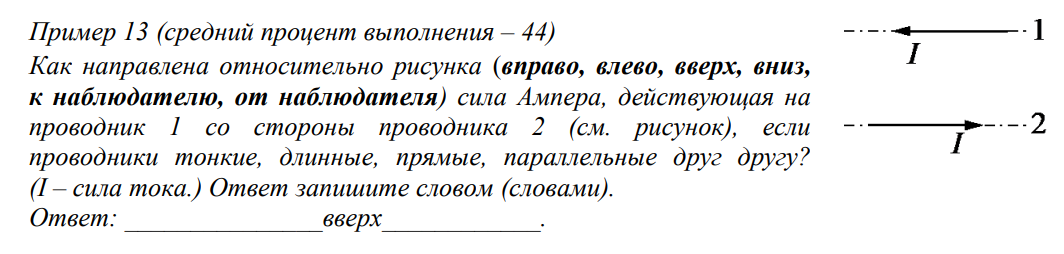 Пример 13 (средний процент выполнения – 44)
Как направлена относительно рисунка (вправо, влево, вверх, вниз,
к наблюдателю, от наблюдателя) сила Ампера, действующая на
проводник 1 со стороны проводника 2 (см. рисунок), если
проводники тонкие, длинные, прямые, параллельные друг другу?
(I – сила тока.) Ответ запишите словом (словами).
Ответ: _______________вверх____________.
1
I
2
I